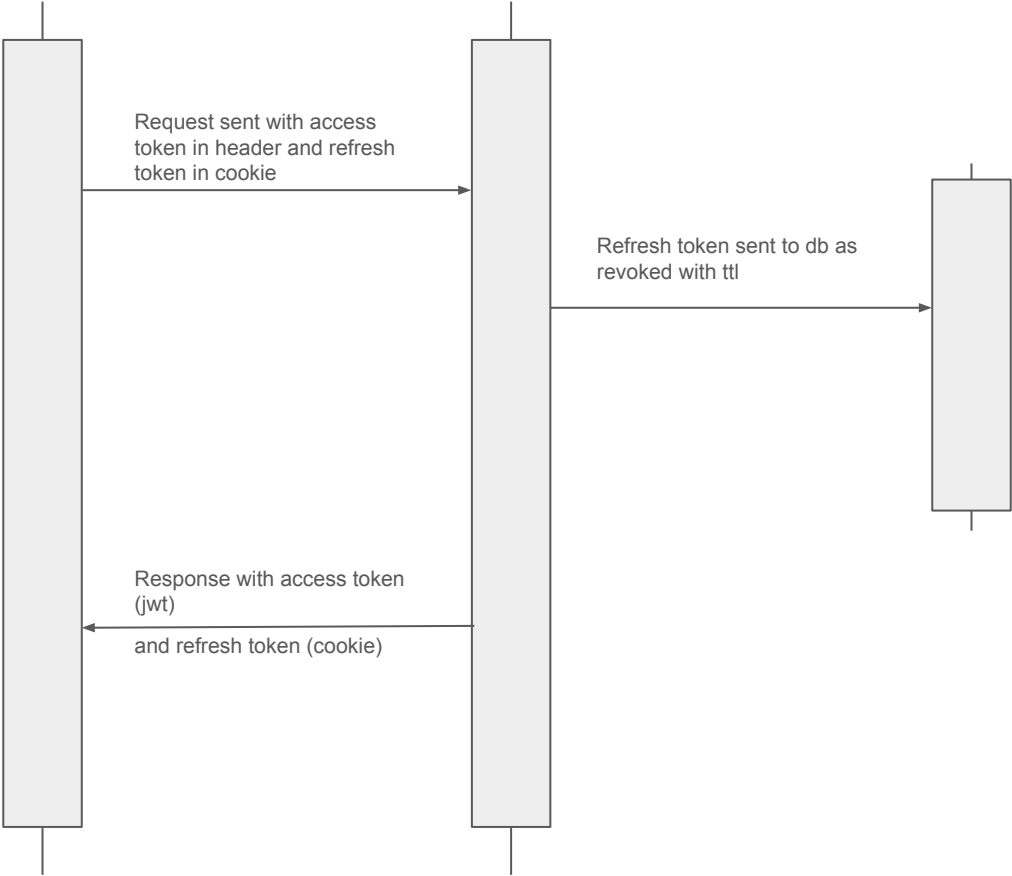 Request sent with access
token in header and refresh
token in cookie
Refresh token sent to db as
revoked with ttl
Response with access token
(jwt)
and refresh token (cookie)